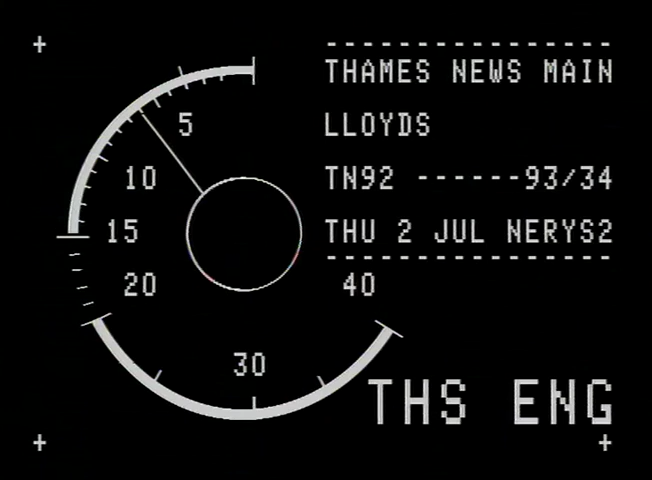 ----------------
THAMES NEWS MAIN
LLOYDS
TN92 ------93/34
THU 2 JUL NERYS2
----------------
5
10
15
20
30
40
THS ENG